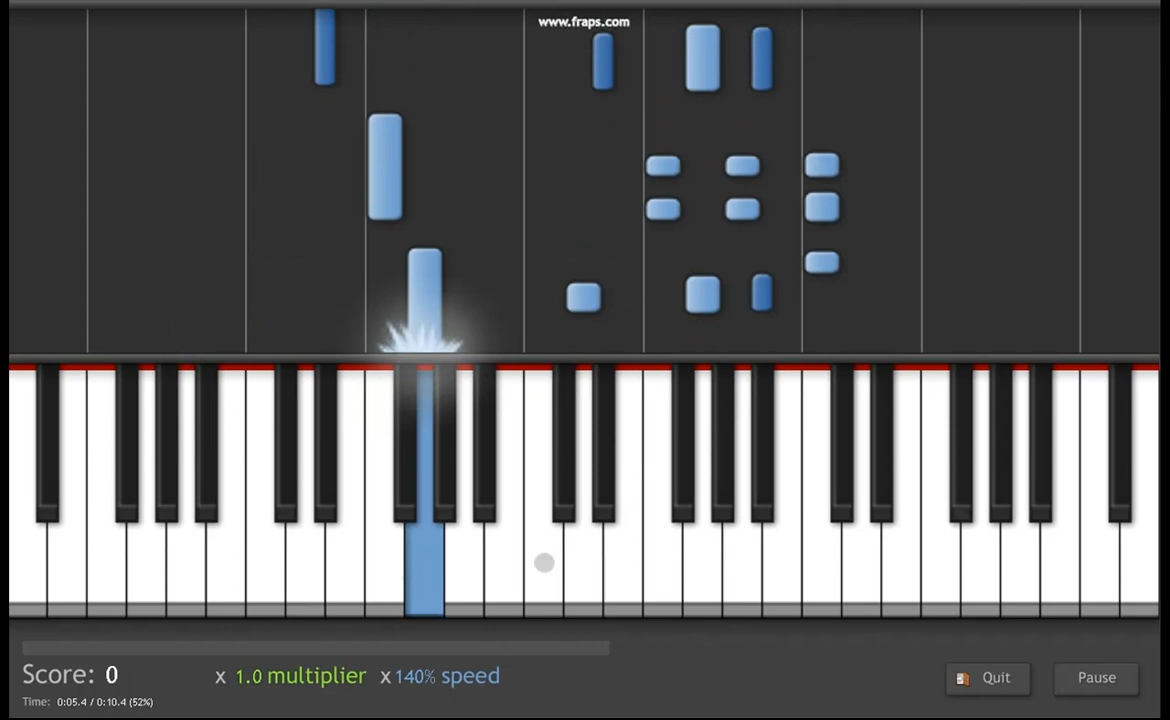 www.fraps.com
Score: 0
x 1.0 multiplier
x 140% speed
Quit
Pause
Time: 0:05.4 / 0:10.4 (52%)